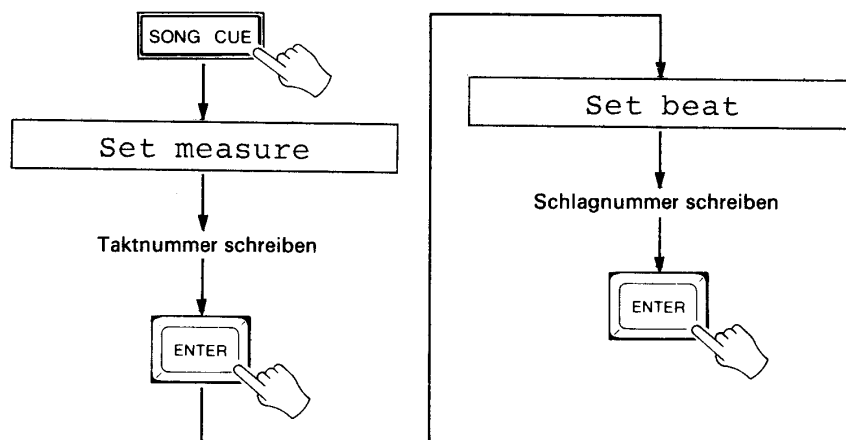 SONG CUE
Set measure
Taktnummer schreiben
ENTER
Set beat
Schlagnummer schreiben
ENTER